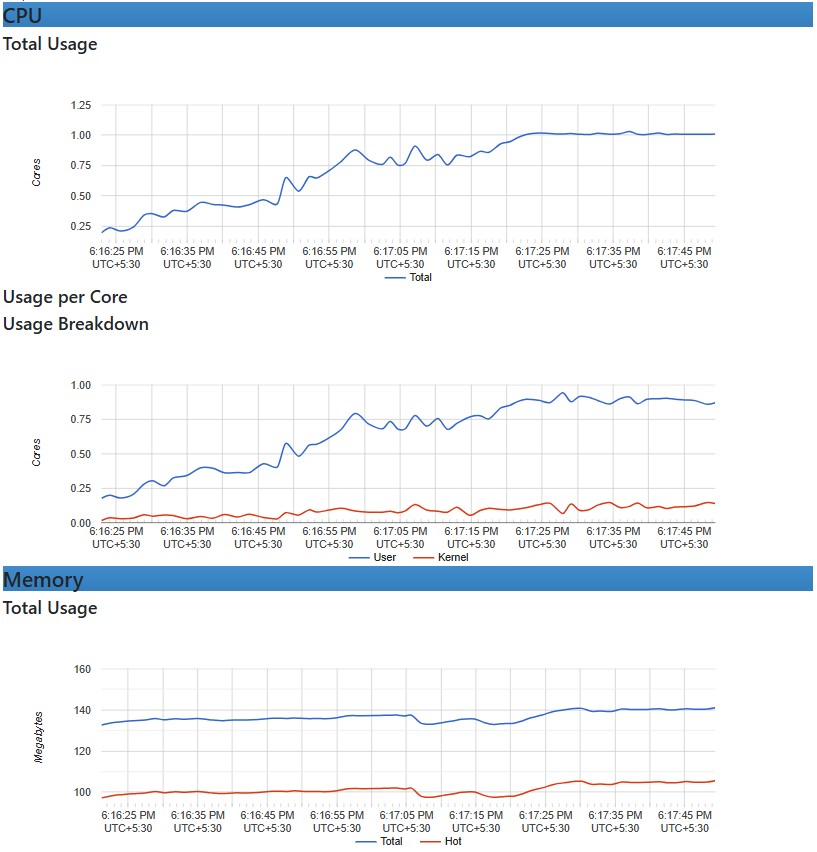 CPU
Total Usage
1.25
1.00
0.75
0.50
0.25
Cores
6:16:25 PM 6:16:35 PM 6:16:45 PM 6:16:55 PM 6:17:05 PM 6:17:15 PM 6:17:25 PM 6:17:35 PM 6:17:45 PM
UTC+5:30 UTC+5:30 UTC+5:30 UTC+5:30 UTC+5:30 UTC+5:30 UTC+5:30 UTC+5:30 UTC+5:30
Total
Usage per Core
Usage Breakdown
1.00
0.75
0.50
0.25
0.00
Cores
6:16:25 PM 6:16:35 PM 6:16:45 PM 6:16:55 PM 6:17:05 PM 6:17:15 PM 6:17:25 PM 6:17:35 PM 6:17:45 PM
UTC+5:30 UTC+5:30 UTC+5:30 UTC+5:30 UTC+5:30 UTC+5:30 UTC+5:30 UTC+5:30 UTC+5:30
User Kernel
Memory
Total Usage
160
140
120
100
Megabytes
6:16:25 PM 6:16:35 PM 6:16:45 PM 6:16:55 PM 6:17:05 PM 6:17:15 PM 6:17:25 PM 6:17:35 PM 6:17:45 PM
UTC+5:30 UTC+5:30 UTC+5:30 UTC+5:30 UTC+5:30 UTC+5:30 UTC+5:30 UTC+5:30 UTC+5:30
Total Hot